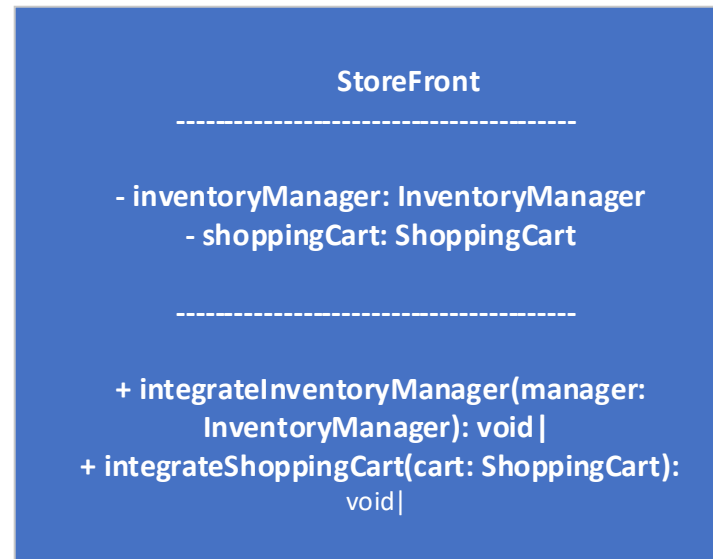 StoreFront
----------------------------------------
- inventoryManager: InventoryManager
- shoppingCart: ShoppingCart
----------------------------------------
+ integrateInventoryManager(manager:
InventoryManager): void|
+ integrateShoppingCart(cart: ShoppingCart):
void|